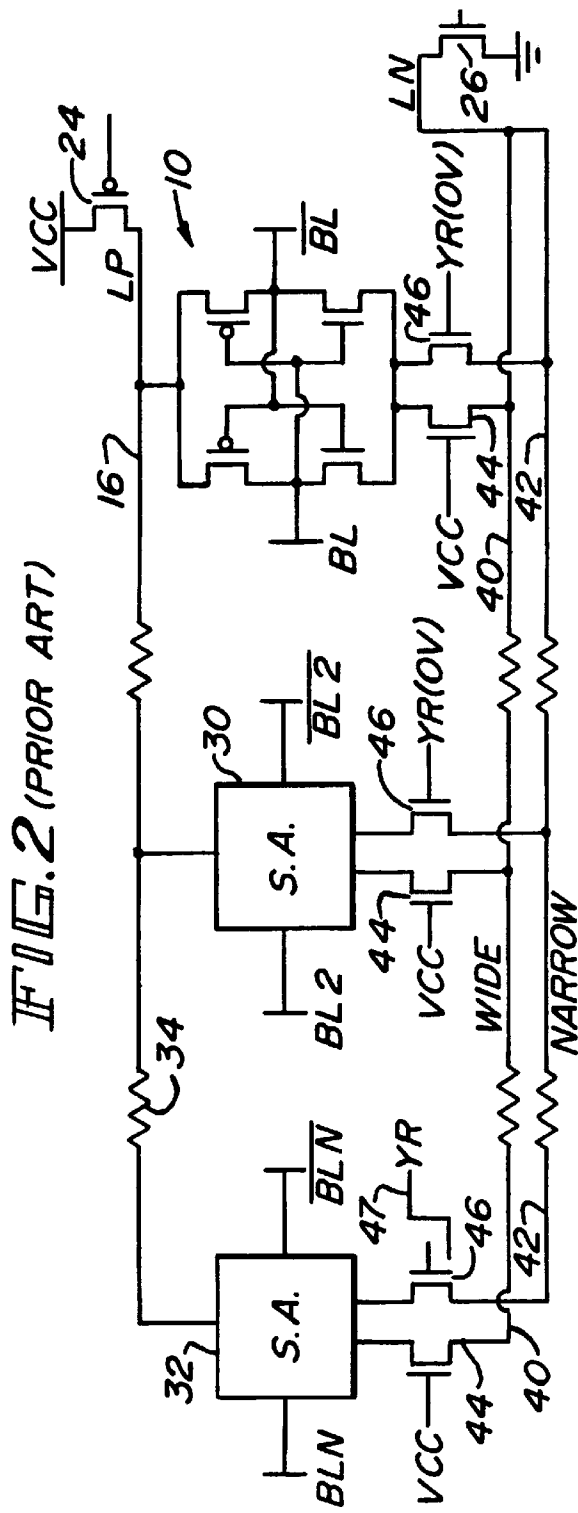 FIG.2 (PRIOR ART)
VCC
24
LP
10
16
34
BL
BL
30
S.A.
BL2
BL2
32
S.A.
BLN
BLN
LN
26
46
YR(OV)
VCC
44
40
42
46
YR(OV)
44
VCC
WIDE
NARROW
47
YR
46
VCC
44
42
40